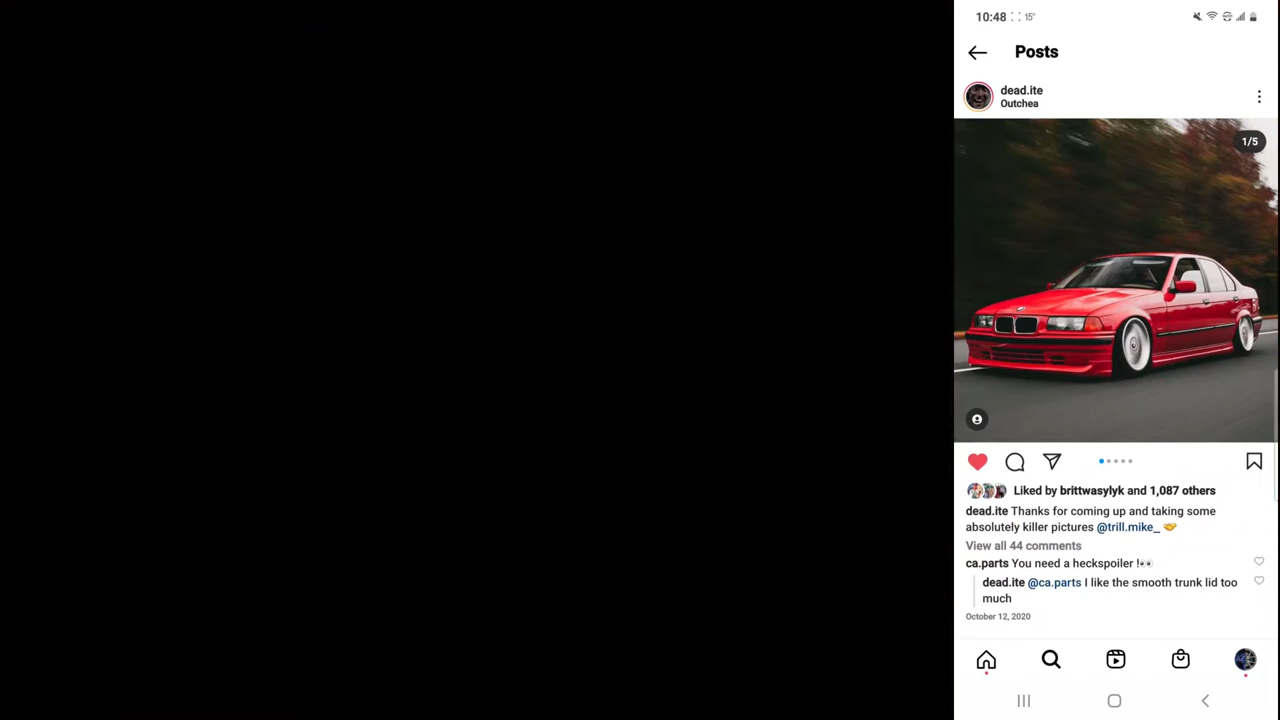 10:48 15°
Posts
dead.ite
Outchea
1/5
Liked by brittwasylyk and 1,087 others
dead.ite Thanks for coming up and taking some
absolutely killer pictures @trill.mike_ 🤝
View all 44 comments
ca.parts You need a heckspoiler !👀
dead.ite @ca.parts I like the smooth trunk lid too
much
October 12, 2020